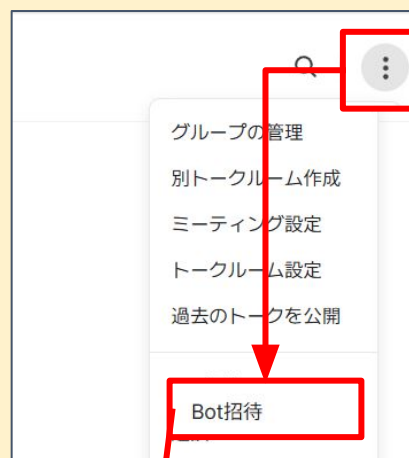 グループの管理
別トークルーム作成
ミーティング設定
トークルーム設定
過去のトークを公開
Bot招待